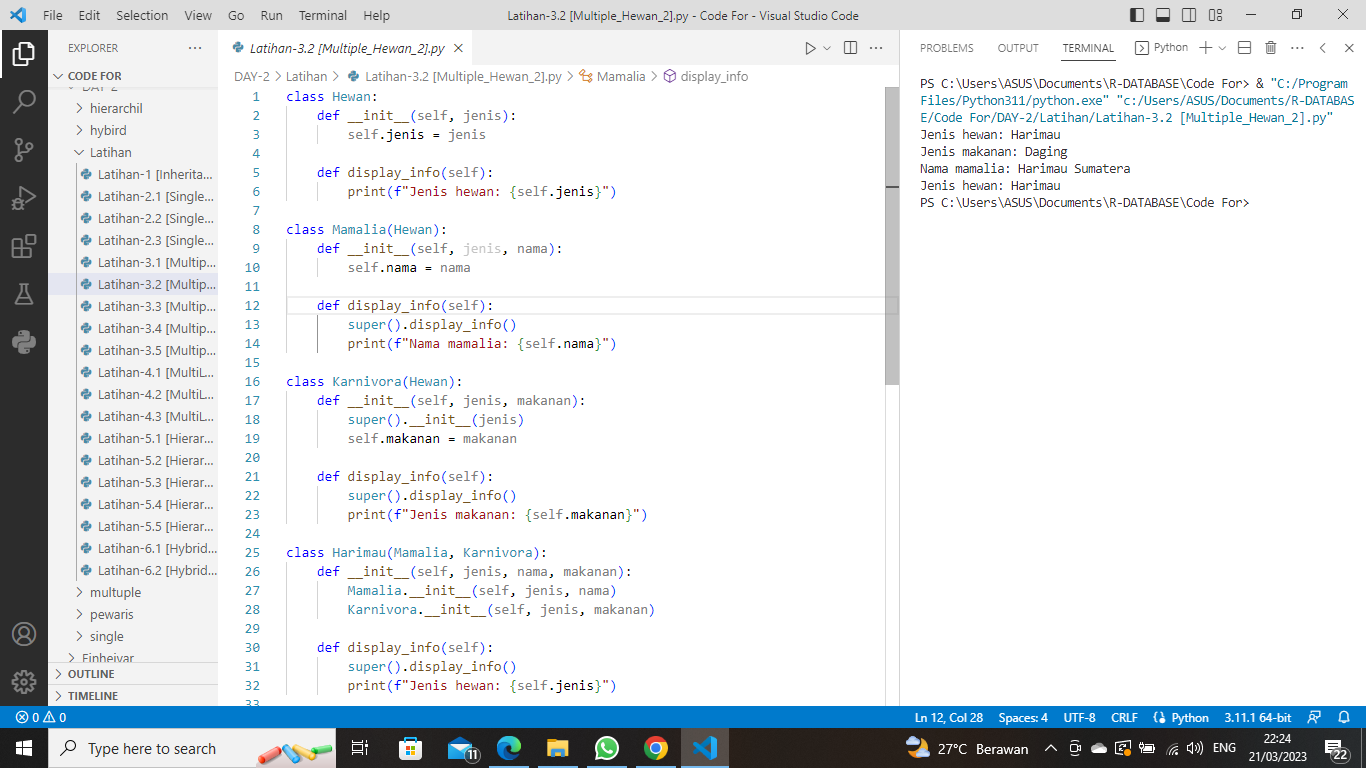 File Edit Selection View Go Run Terminal Help
Latihan-3.2 [Multiple_Hewan_2].py - Code For - Visual Studio Code
EXPLORER
CODE FOR
DAY-2
hierarchil
hybird
Latihan
Latihan-1 [Inherita...
Latihan-2.1 [Single...
Latihan-2.2 [Single...
Latihan-2.3 [Single...
Latihan-3.1 [Multip...
Latihan-3.2 [Multip...
Latihan-3.3 [Multip...
Latihan-3.4 [Multip...
Latihan-3.5 [Multip...
Latihan-4.1 [MultiL...
Latihan-4.2 [MultiL...
Latihan-4.3 [MultiL...
Latihan-5.1 [Hierar...
Latihan-5.2 [Hierar...
Latihan-5.3 [Hierar...
Latihan-5.4 [Hierar...
Latihan-5.5 [Hierar...
Latihan-6.1 [Hybrid...
Latihan-6.2 [Hybrid...
multuple
pewaris
single
OUTLINE
TIMELINE
Latihan-3.2 [Multiple_Hewan_2].py
DAY-2 > Latihan > Latihan-3.2 [Multiple_Hewan_2].py > Mamalia > display_info
1 class Hewan:
2     def __init__(self, jenis):
3         self.jenis = jenis
4
5     def display_info(self):
6         print(f"Jenis hewan: {self.jenis}")
7
8 class Mamalia(Hewan):
9     def __init__(self, jenis, nama):
10         self.nama = nama
11
12     def display_info(self):
13         super().display_info()
14         print(f"Nama mamalia: {self.nama}")
15
16 class Karnivora(Hewan):
17     def __init__(self, jenis, makanan):
18         super().__init__(jenis)
19         self.makanan = makanan
20
21     def display_info(self):
22         super().display_info()
23         print(f"Jenis makanan: {self.makanan}")
24
25 class Harimau(Mamalia, Karnivora):
26     def __init__(self, jenis, nama, makanan):
27         Mamalia.__init__(self, jenis, nama)
28         Karnivora.__init__(self, jenis, makanan)
29
30     def display_info(self):
31         super().display_info()
32         print(f"Jenis hewan: {self.jenis}")
33
PROBLEMS OUTPUT TERMINAL Python
PS C:\Users\ASUS\Documents\R-DATABASE\Code For> & "C:/Program
Files/Python311/python.exe" "c:/Users/ASUS/Documents/R-DATABAS
E/Code For/DAY-2/Latihan/Latihan-3.2 [Multiple_Hewan_2].py"
Jenis hewan: Harimau
Jenis makanan: Daging
Nama mamalia: Harimau Sumatera
Jenis hewan: Harimau
PS C:\Users\ASUS\Documents\R-DATABASE\Code For>
0 0
Ln 12, Col 28 Spaces: 4 UTF-8 CRLF Python 3.11.1 64-bit
Type here to search
11
27°C Berawan
ENG
22:24
21/03/2023
22